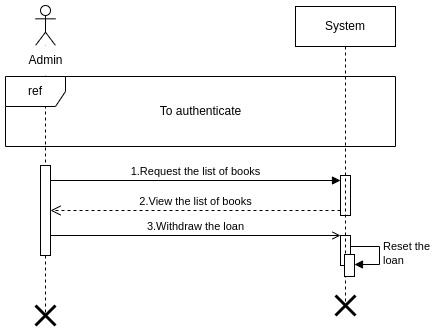 System
Admin
ref
To authenticate
1.Request the list of books
2.View the list of books
3.Withdraw the loan
Reset the
loan